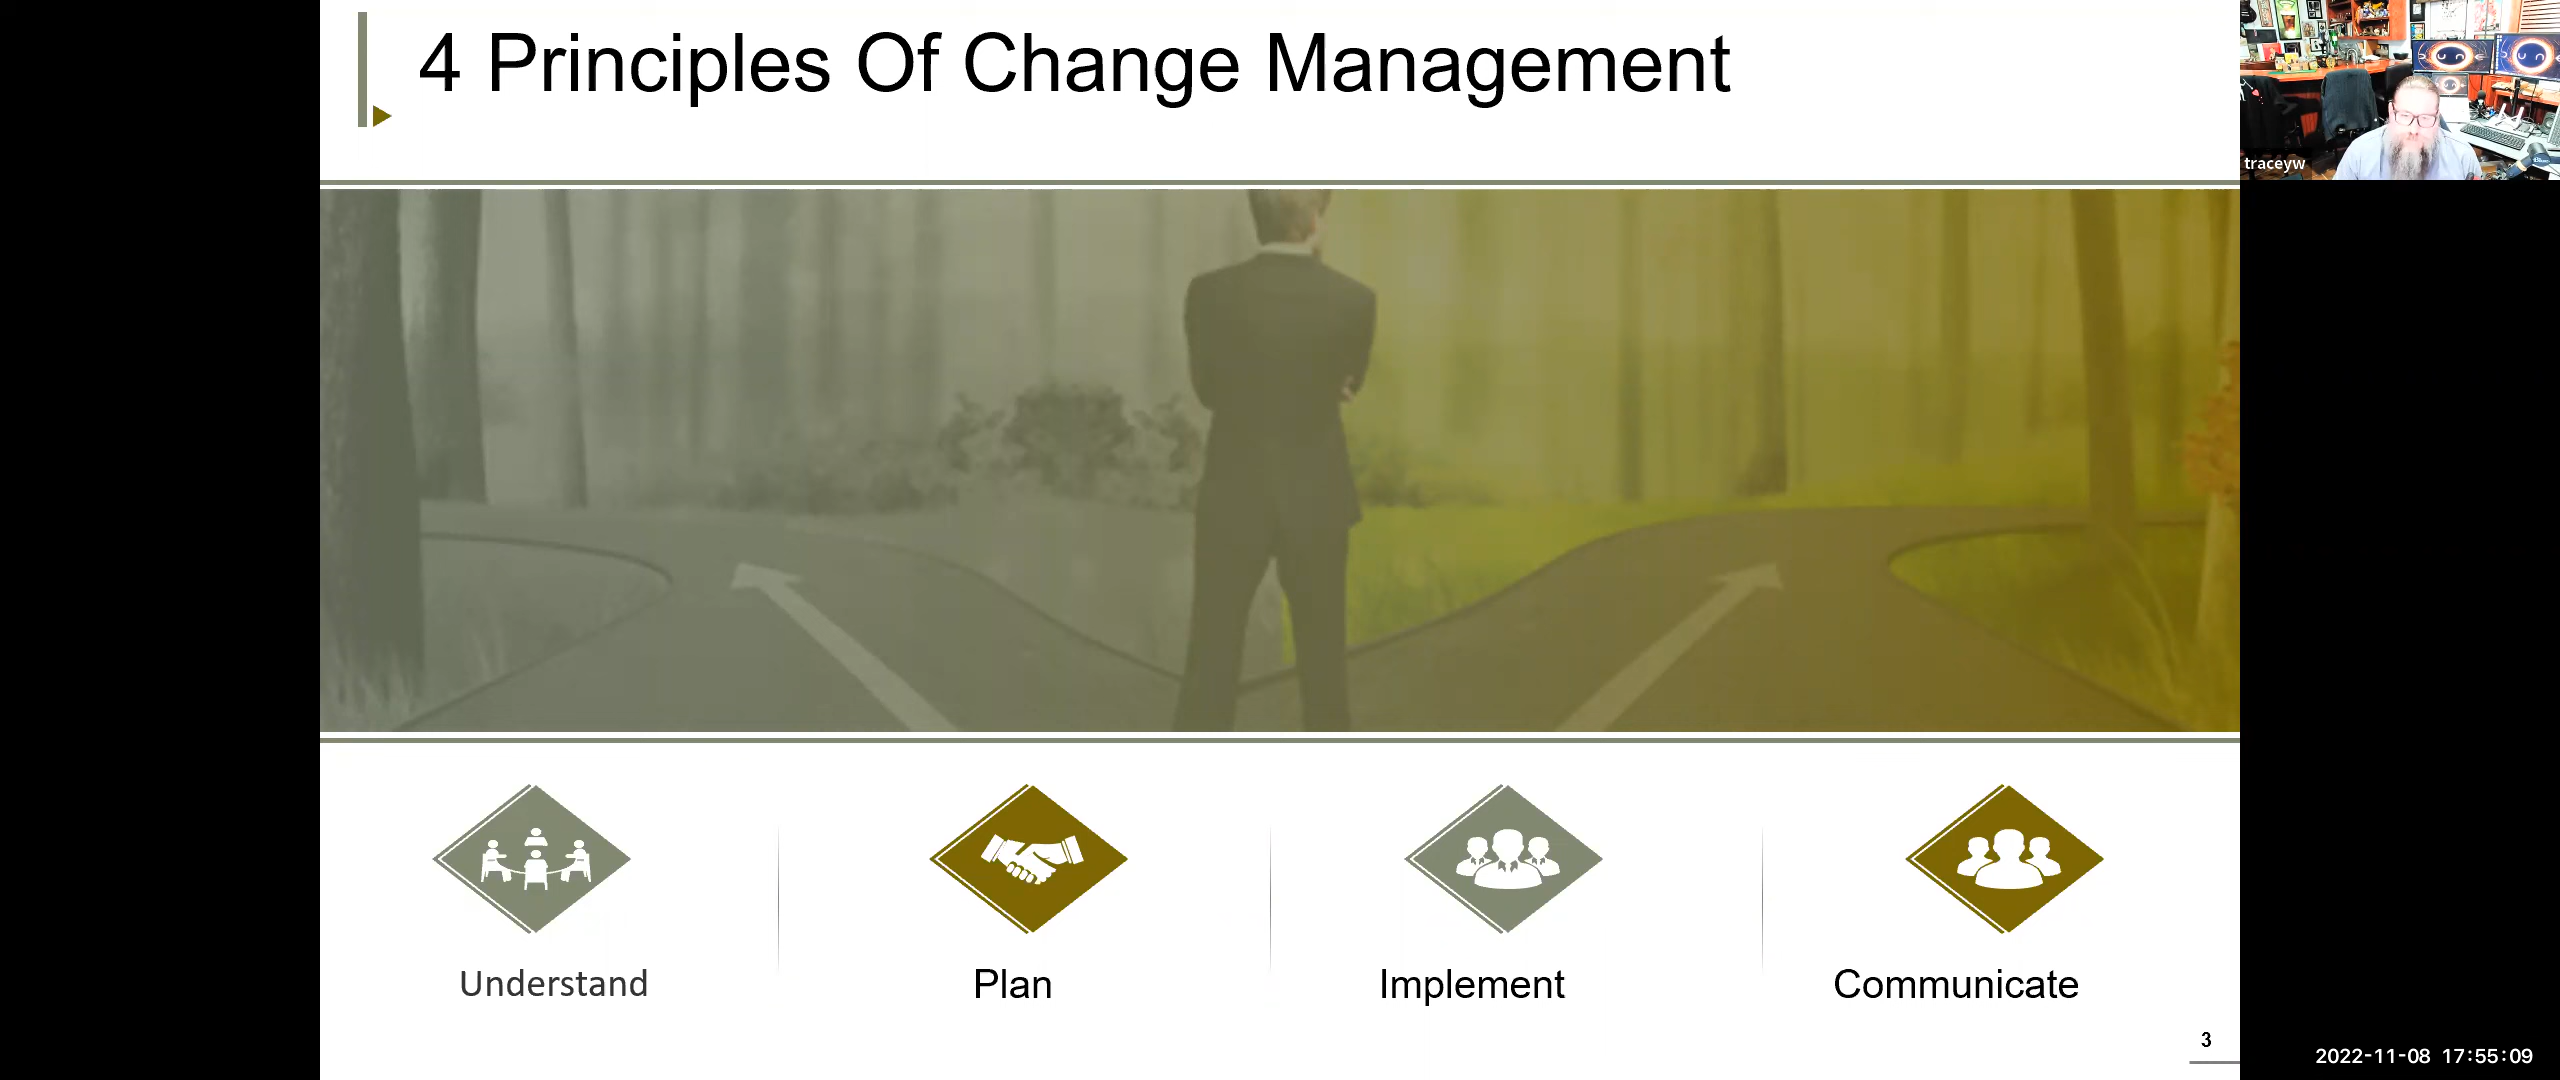 4 Principles Of Change Management
traceyw
Understand
Plan
Implement
Communicate
3
2022-11-08 17:55:09